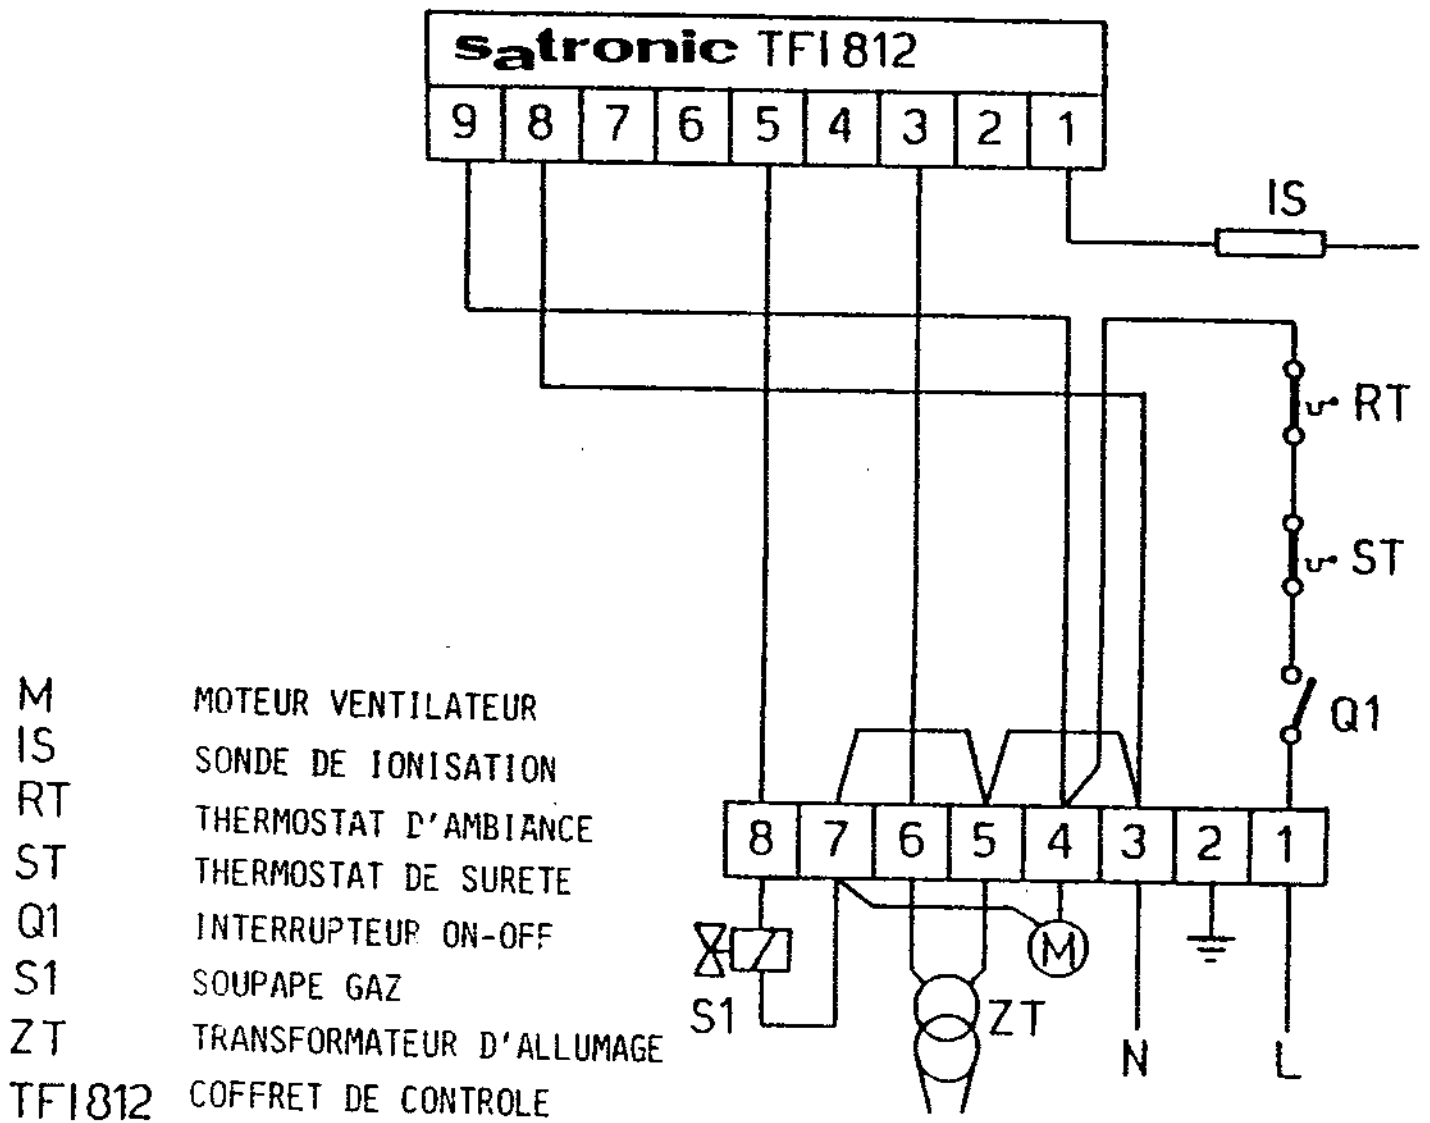 satronic TFI 812
9 8 7 6 5 4 3 2 1
IS
RT
ST
Q1
8 7 6 5 4 3 2 1
M
S1
ZT
N
L
M MOTEUR VENTILATEUR
IS SONDE DE IONISATION
RT THERMOSTAT D'AMBIANCE
ST THERMOSTAT DE SURETE
Q1 INTERRUPTEUR ON-OFF
S1 SOUPAPE GAZ
ZT TRANSFORMATEUR D'ALLUMAGE
TFI 812 COFFRET DE CONTROLE